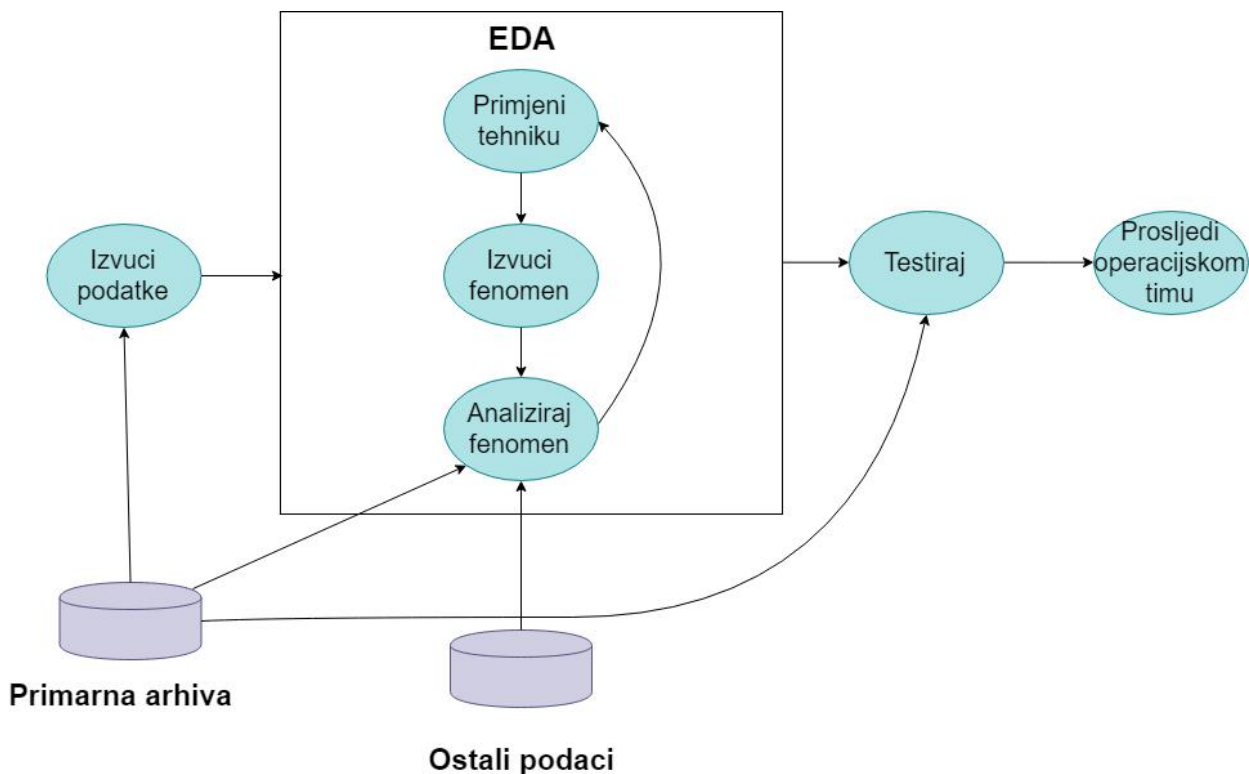 EDA
Primjeni
tehniku
Izvuci
podatke
Izvuci
fenomen
Analiziraj
fenomen
Testiraj
Prosljedi
operacijskom
timu
Primarna arhiva
Ostali podaci